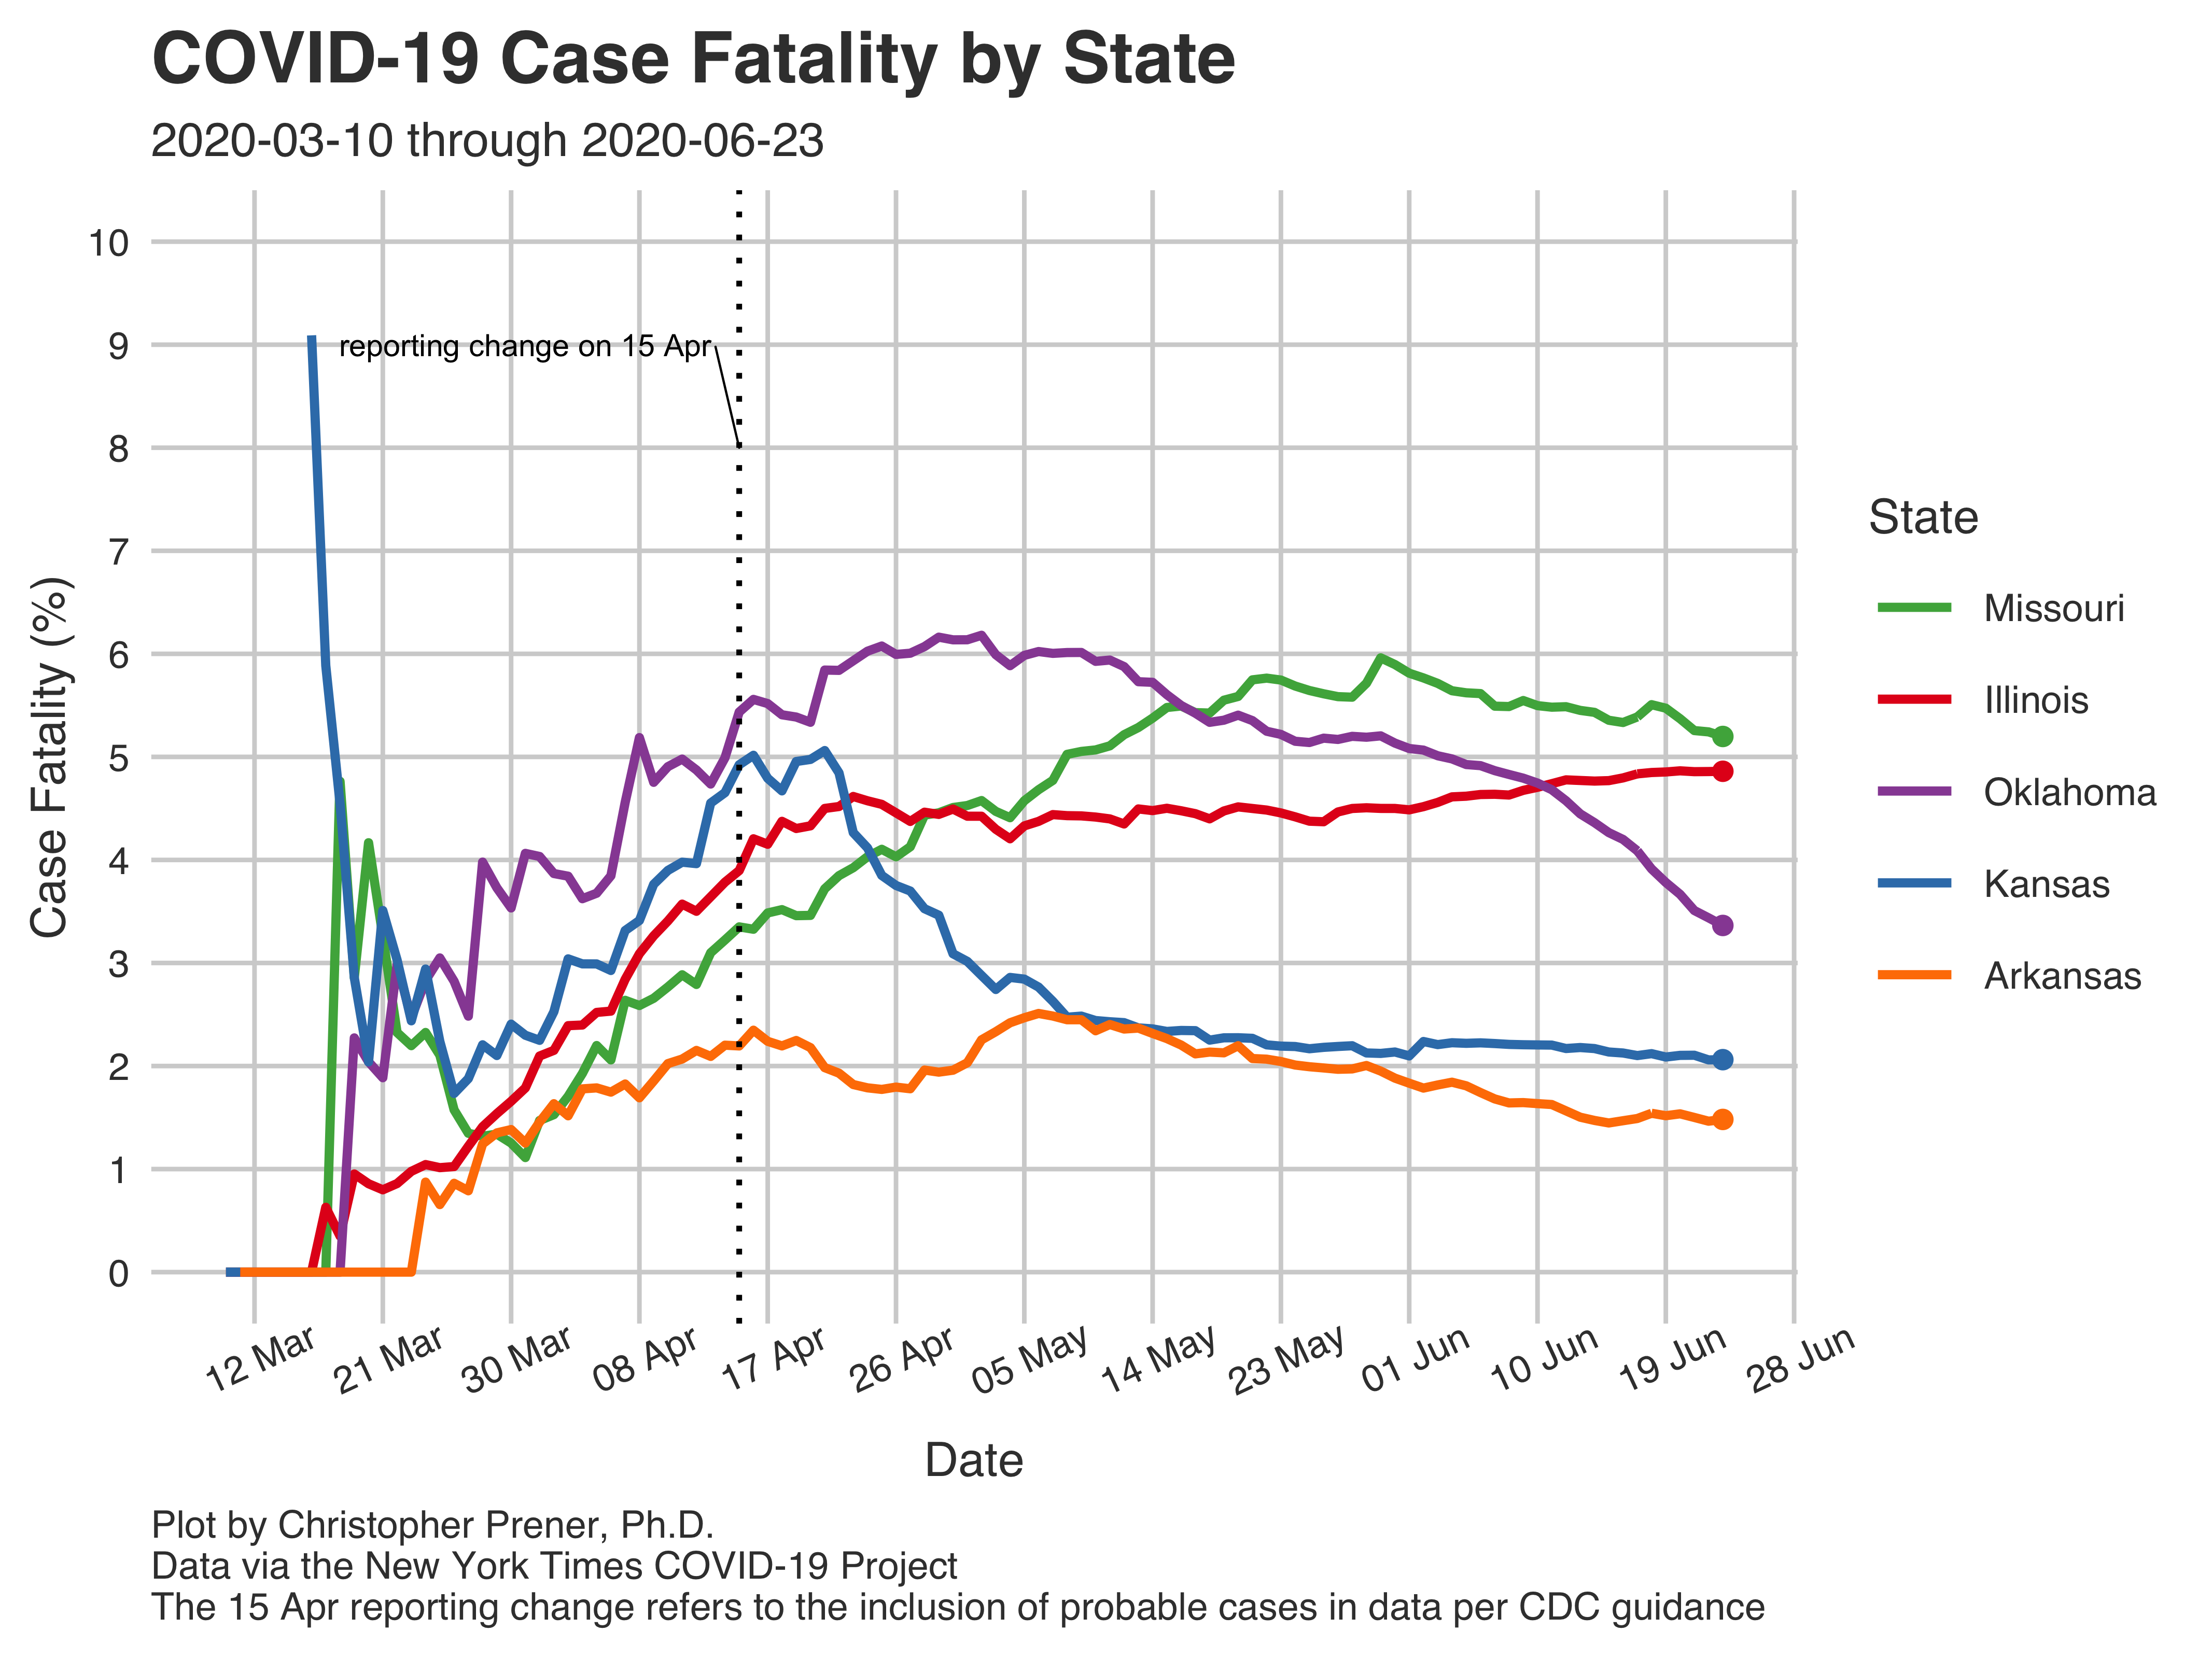 COVID-19 Case Fatality by State
2020-03-10 through 2020-06-23
10
9
8
7
6
5
4
3
2
1
0
Case Fatality (%)
reporting change on 15 Apr
12 Mar
21 Mar
30 Mar
08 Apr
17 Apr
26 Apr
05 May
14 May
23 May
01 Jun
10 Jun
19 Jun
28 Jun
Date
State
Missouri
Illinois
Oklahoma
Kansas
Arkansas
Plot by Christopher Prener, Ph.D.
Data via the New York Times COVID-19 Project
The 15 Apr reporting change refers to the inclusion of probable cases in data per CDC guidance